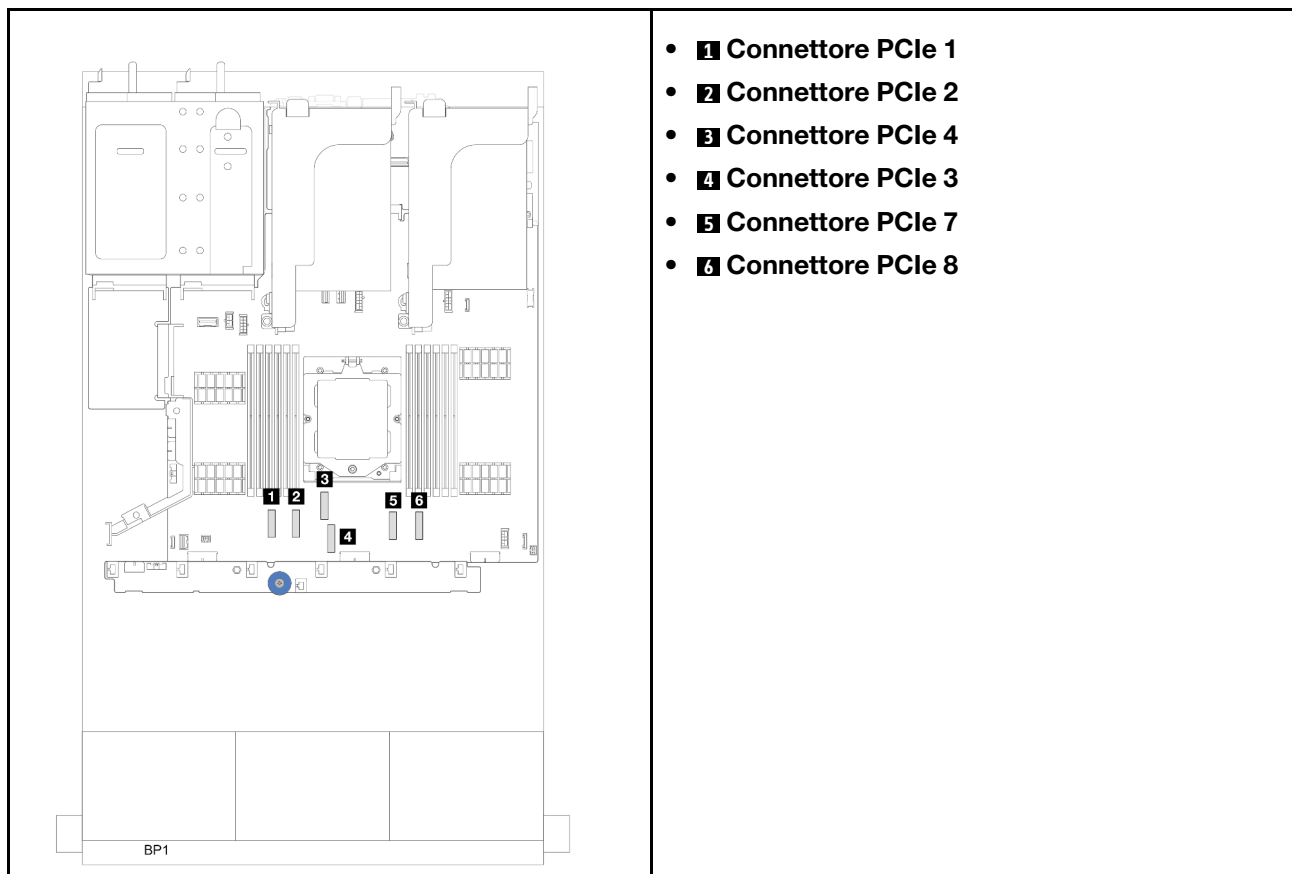 1 2 3 4 5 6
BP1
• 1 Connettore PCIe 1
• 2 Connettore PCIe 2
• 3 Connettore PCIe 4
• 4 Connettore PCIe 3
• 5 Connettore PCIe 7
• 6 Connettore PCIe 8